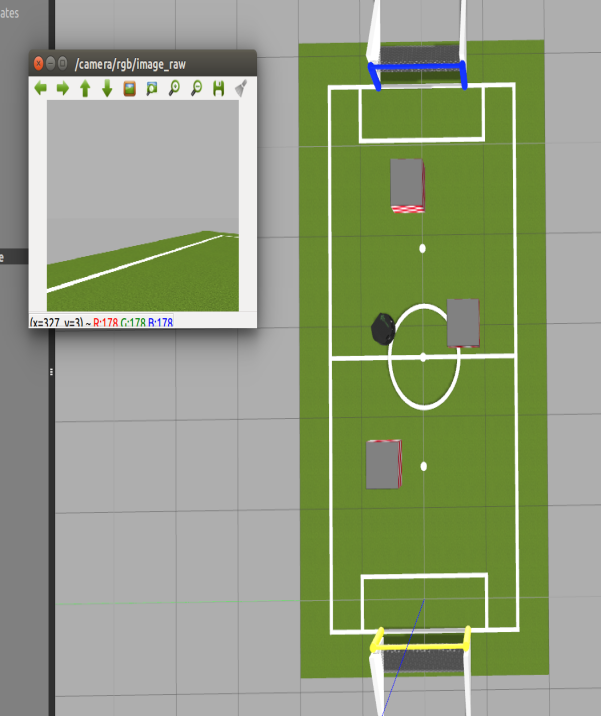 ates
/camera/rgb/image_raw
e
(x=327, y=3) ~ R:178 G:178 B:178